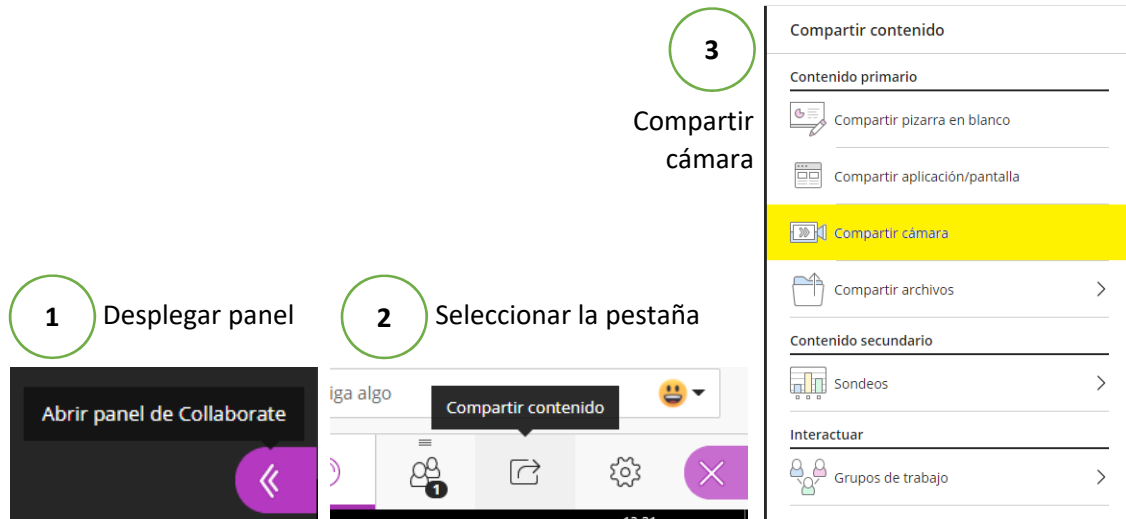 1
Desplegar panel
Abrir panel de Collaborate
2
Seleccionar la pestaña
iga algo
Compartir contenido
1
3
Compartir
cámara
Compartir contenido
Contenido primario
Compartir pizarra en blanco
Compartir aplicación/pantalla
Compartir cámara
Compartir archivos
Contenido secundario
Sondeos
Interactuar
Grupos de trabajo